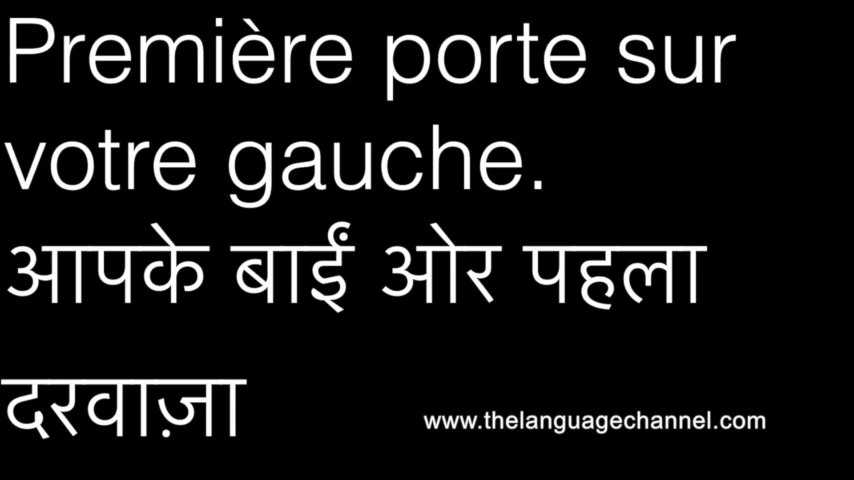 Première porte sur
votre gauche.
आपके बाईं ओर पहला
दरवाज़ा
www.thelanguagechannel.com